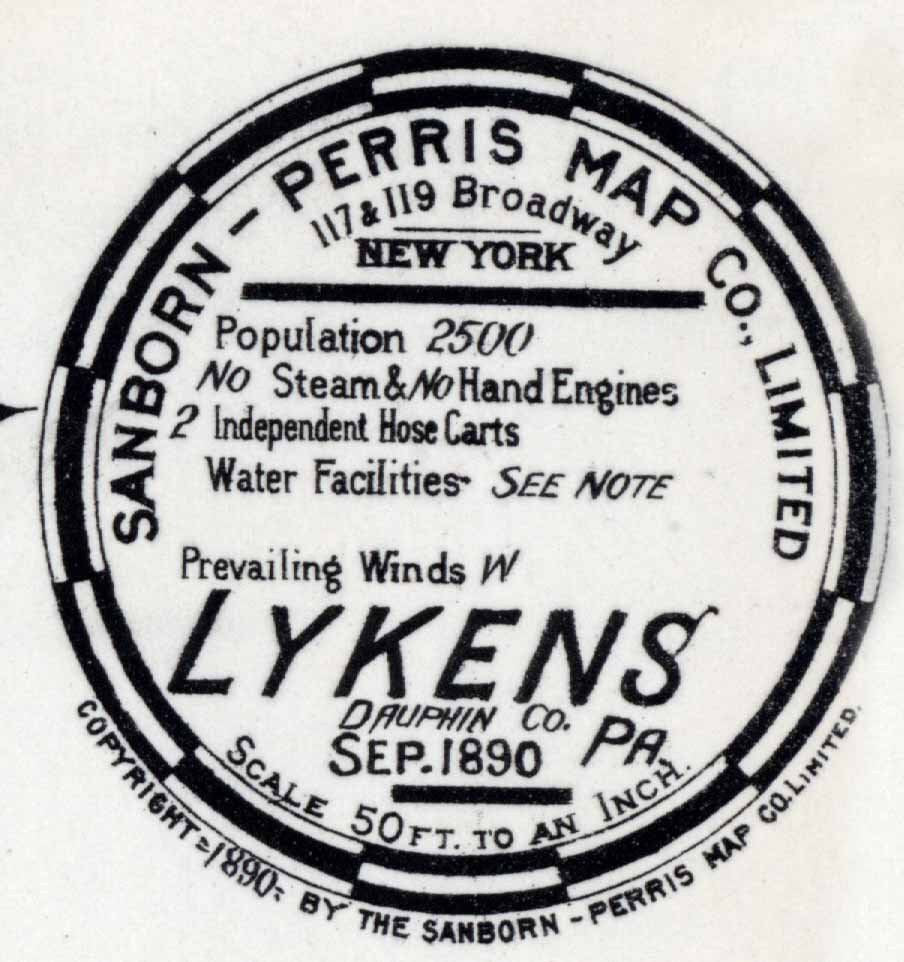 SANBORN - PERRIS MAP CO., LIMITED
117 & 119 Broadway
NEW YORK
Population 2500
No Steam & No Hand Engines
2 Independent Hose Carts
Water Facilities- SEE NOTE
Prevailing Winds W
LYKENS
DAUPHIN CO. PA.
SEP. 1890
SCALE 50 FT. TO AN INCH.
COPYRIGHT = 1890 = BY THE SANBORN - PERRIS MAP CO. LIMITED.